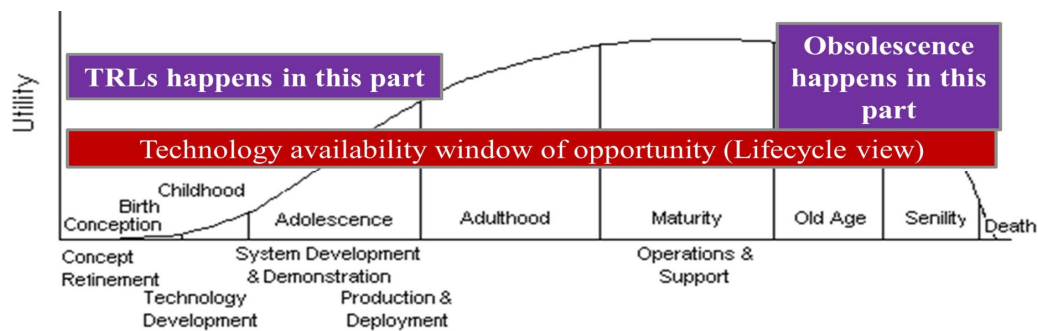 Utility
TRLs happens in this part
Obsolescence
happens in this
part
Technology availability window of opportunity (Lifecycle view)
Childhood
Birth
Conception
Adolescence
Adulthood
Maturity
Old Age
Senility
Death
Concept
Refinement
Technology
Development
System Development
& Demonstration
Production &
Deployment
Operations &
Support